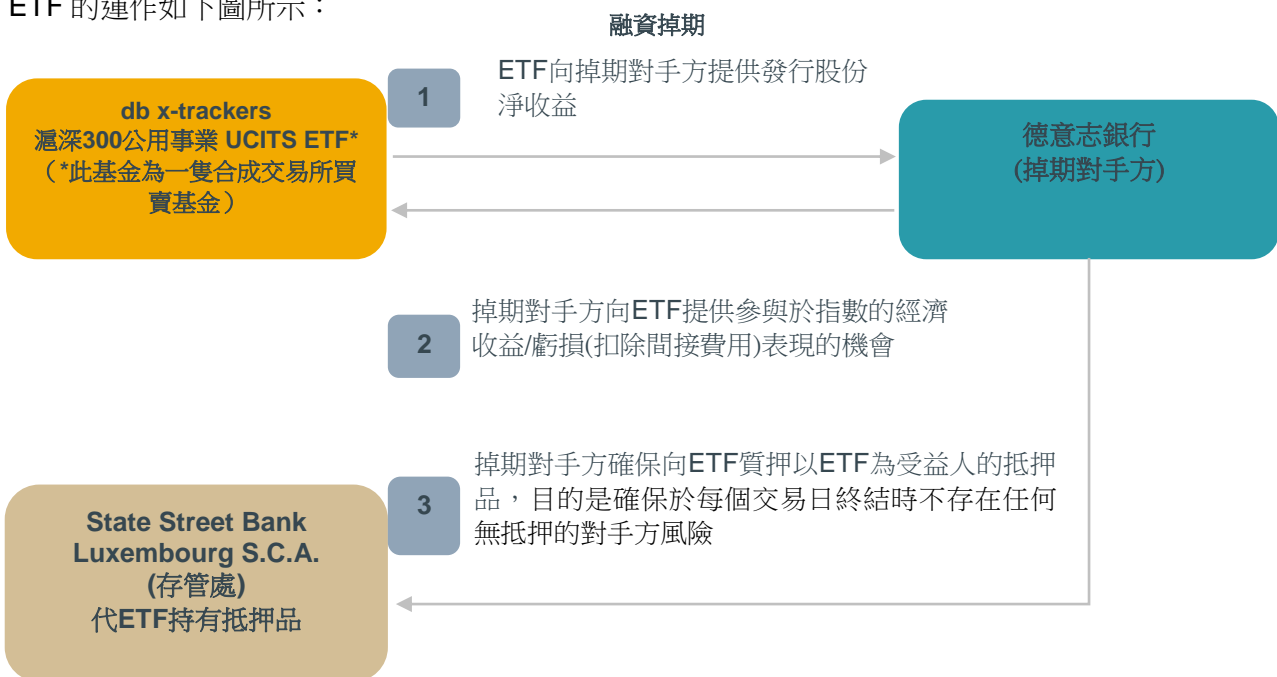 ETF的運作如下圖所示：
融資掉期
1
ETF向掉期對手方提供發行股份
淨收益
db x-trackers
滬深300公用事業 UCITS ETF*
（*此基金為一隻合成交易所買
賣基金）
德意志銀行
(掉期對手方)
2
掉期對手方向ETF提供參與於指數的經濟
收益/虧損(扣除間接費用)表現的機會
3
掉期對手方確保向ETF質押以ETF為受益人的抵押
品，目的是確保於每個交易日終結時不存在任何
無抵押的對手方風險
State Street Bank
Luxembourg S.C.A.
(存管處)
代ETF持有抵押品